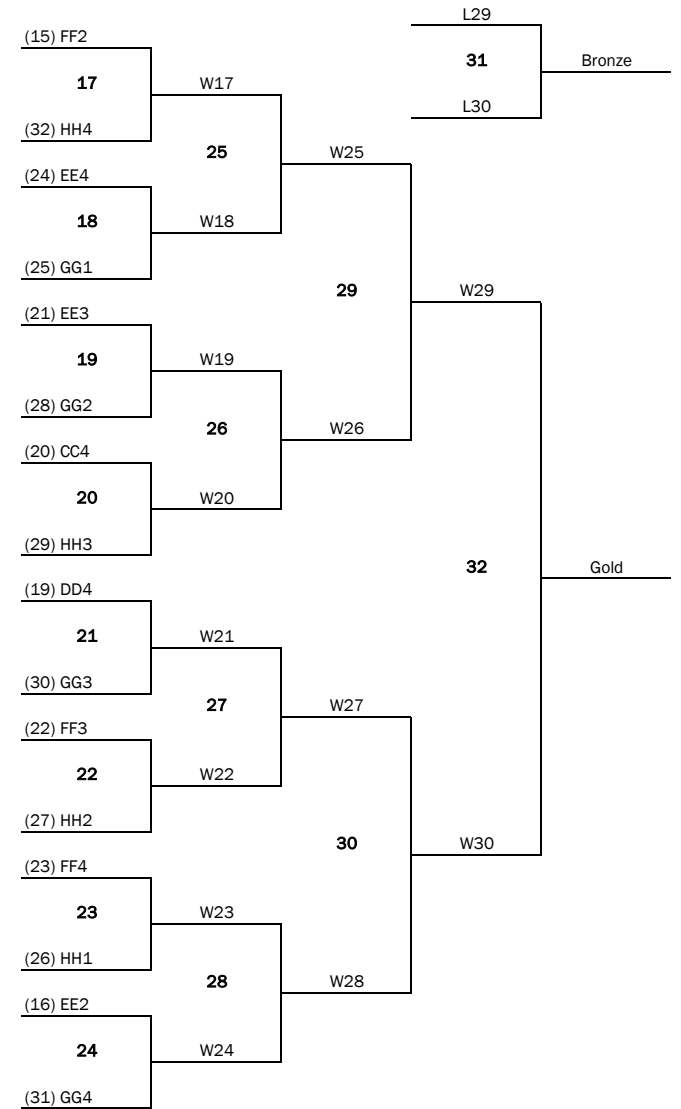 L29
(15) FF2
31
Bronze
17
W17
L30
(32) HH4
25
W25
(24) EE4
18
W18
(25) GG1
29
W29
(21) EE3
19
W19
(28) GG2
26
W26
(20) CC4
20
W20
(29) HH3
32
Gold
(19) DD4
21
W21
(30) GG3
27
W27
(22) FF3
22
W22
(27) HH2
30
W30
(23) FF4
23
W23
(26) HH1
28
W28
(16) EE2
24
W24
(31) GG4